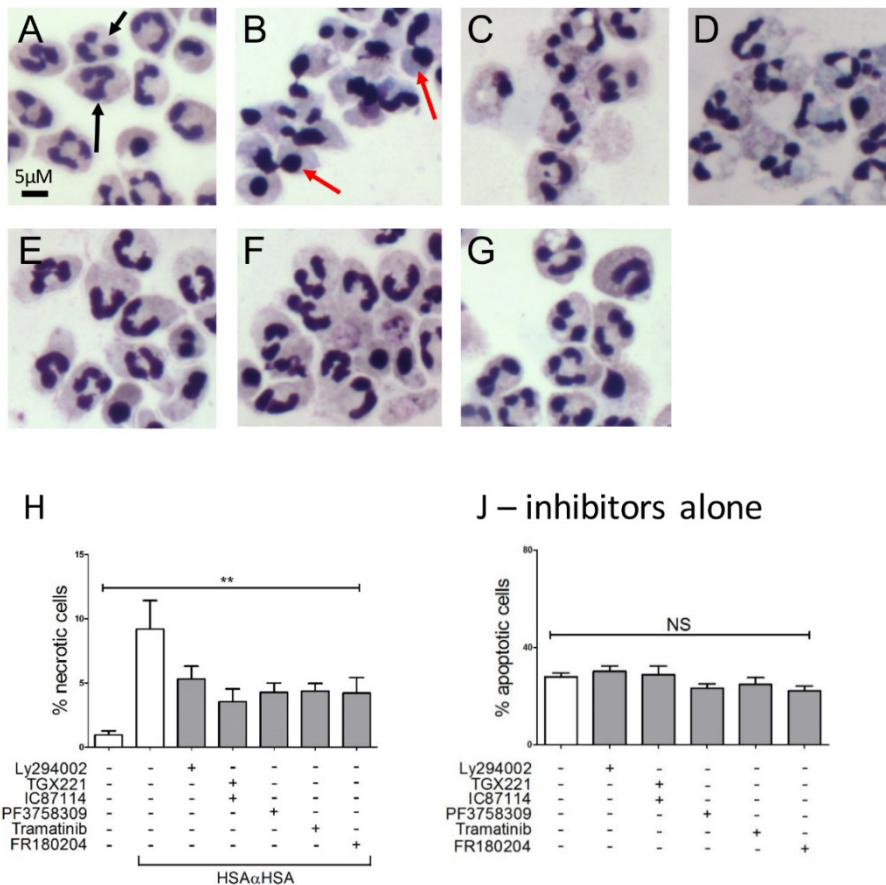 A B C D
5µM
E F G
H
J – inhibitors alone
15
10
5
0
% necrotic cells
**
Ly294002 - - + - - - -
TGX221 - - - + - - -
IC87114 - - - + - - -
PF3758309 - - - - + - -
Tramatinib - - - - - + -
FR180204 - - - - - - +
HSAαHSA
80
40
0
% apoptotic cells
NS
Ly294002 - + - - - -
TGX221 - - + - - -
IC87114 - - + - - -
PF3758309 - - - + - -
Tramatinib - - - - + -
FR180204 - - - - - +